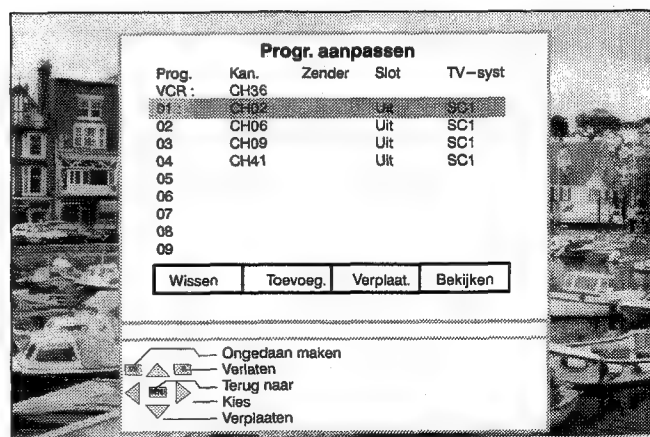 Progr. aanpassen
Prog. Kan. Zender Slot TV-syst
VCR : CH36
01 CH02 Uit SC1
02 CH06 Uit SC1
03 CH09 Uit SC1
04 CH41 Uit SC1
05
06
07
08
09
Wissen Toevoeg. Verplaat. Bekijken
Ongedaan maken
Verlaten
Terug naar
Kies
Verplaaten